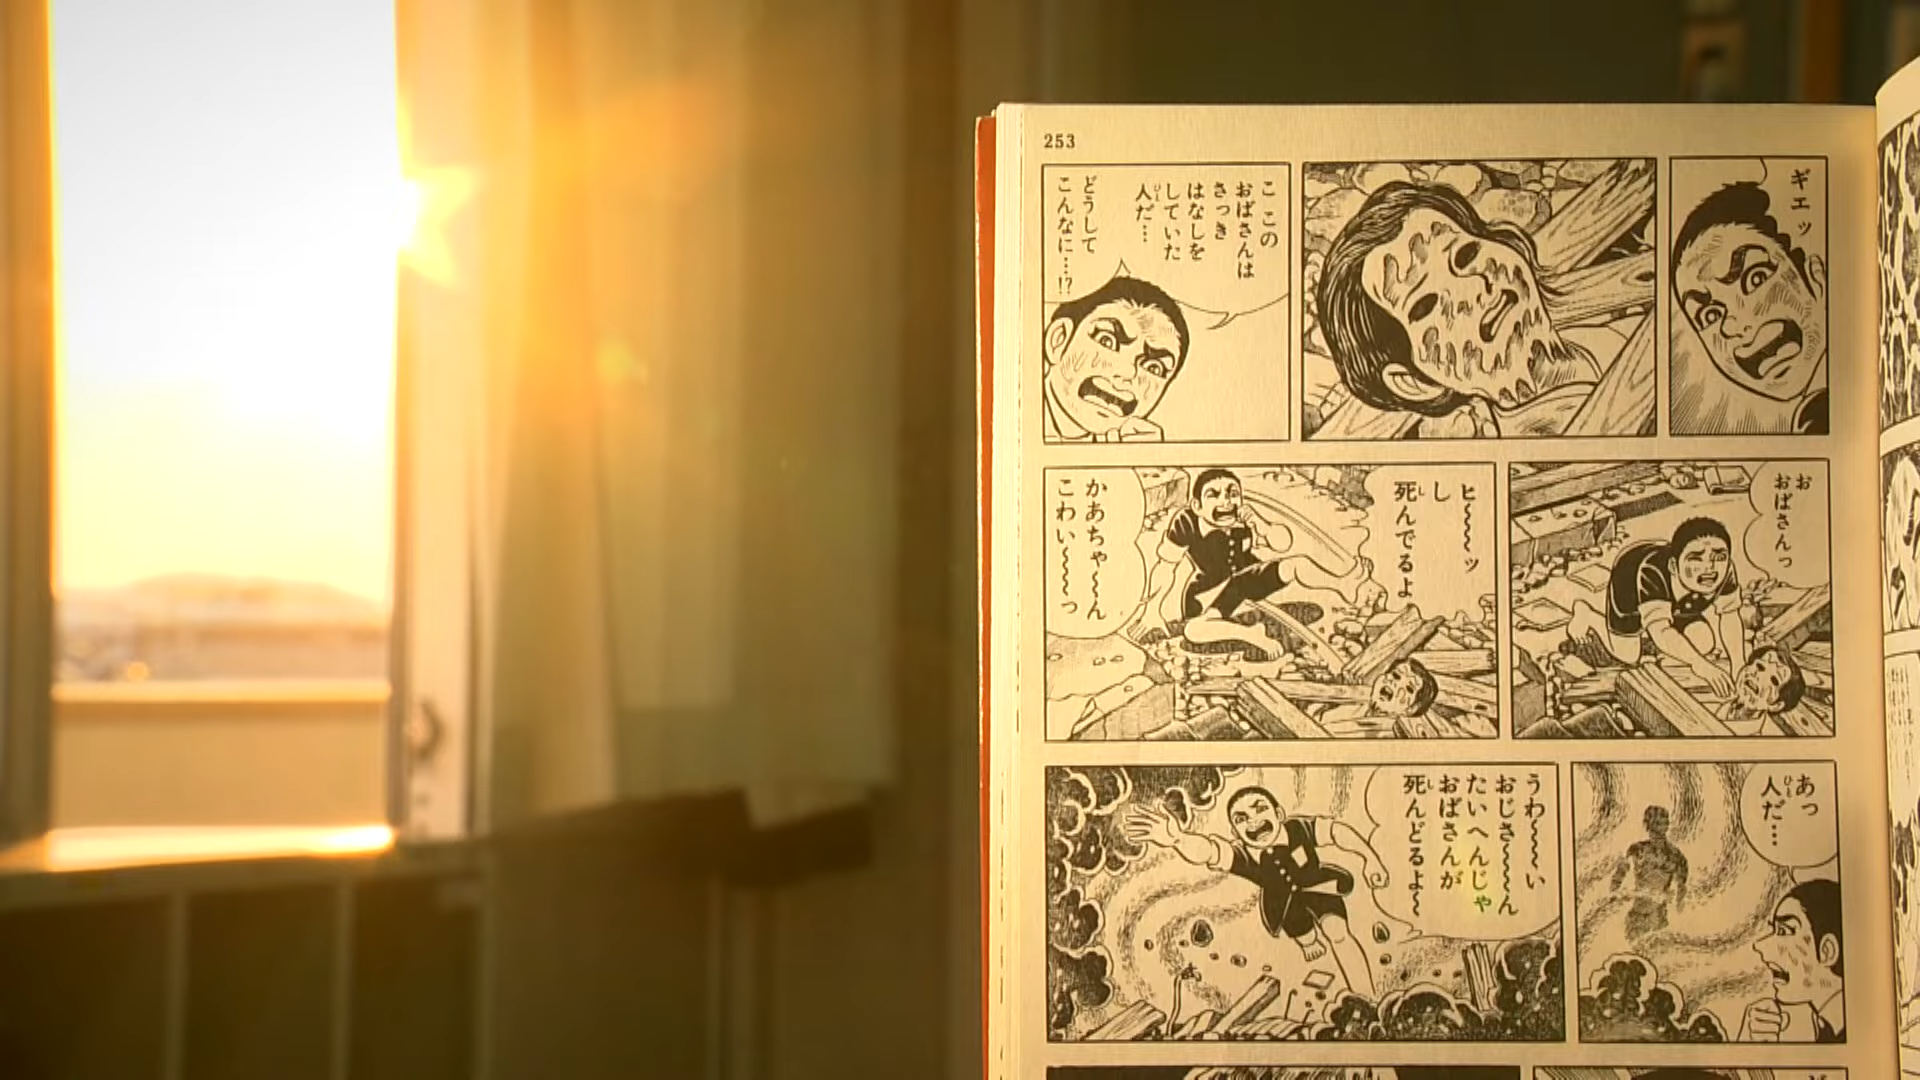 253
ギエッ
こ この
おばさんは
さっき
はなしを
していた
人だ…
どうして
こんなに…!?
お
おばさんっ
ヒ〜〜〜ッ
し
死んでるよ
かあちゃ〜ん
こわい〜〜〜っ
あっ
人だ…
うわ〜〜〜い
おじさ〜〜〜ん
たいへんじゃ
おばさんが
死んどるよ〜